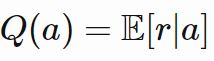 Q(a) = 𝔼[r|a]